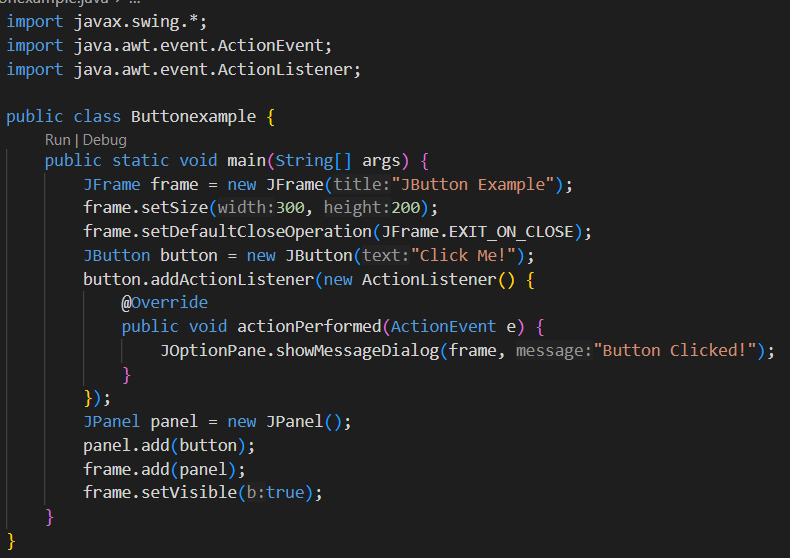 import javax.swing.*;
import java.awt.event.ActionEvent;
import java.awt.event.ActionListener;
public class Buttonexample {
Run | Debug
public static void main(String[] args) {
JFrame frame = new JFrame(title:"JButton Example");
frame.setSize(width:300, height:200);
frame.setDefaultCloseOperation(JFrame.EXIT_ON_CLOSE);
JButton button = new JButton(text:"Click Me!");
button.addActionListener(new ActionListener() {
@Override
public void actionPerformed(ActionEvent e) {
JOptionPane.showMessageDialog(frame, message:"Button Clicked!");
}
});
JPanel panel = new JPanel();
panel.add(button);
frame.add(panel);
frame.setVisible(b:true);
}
}